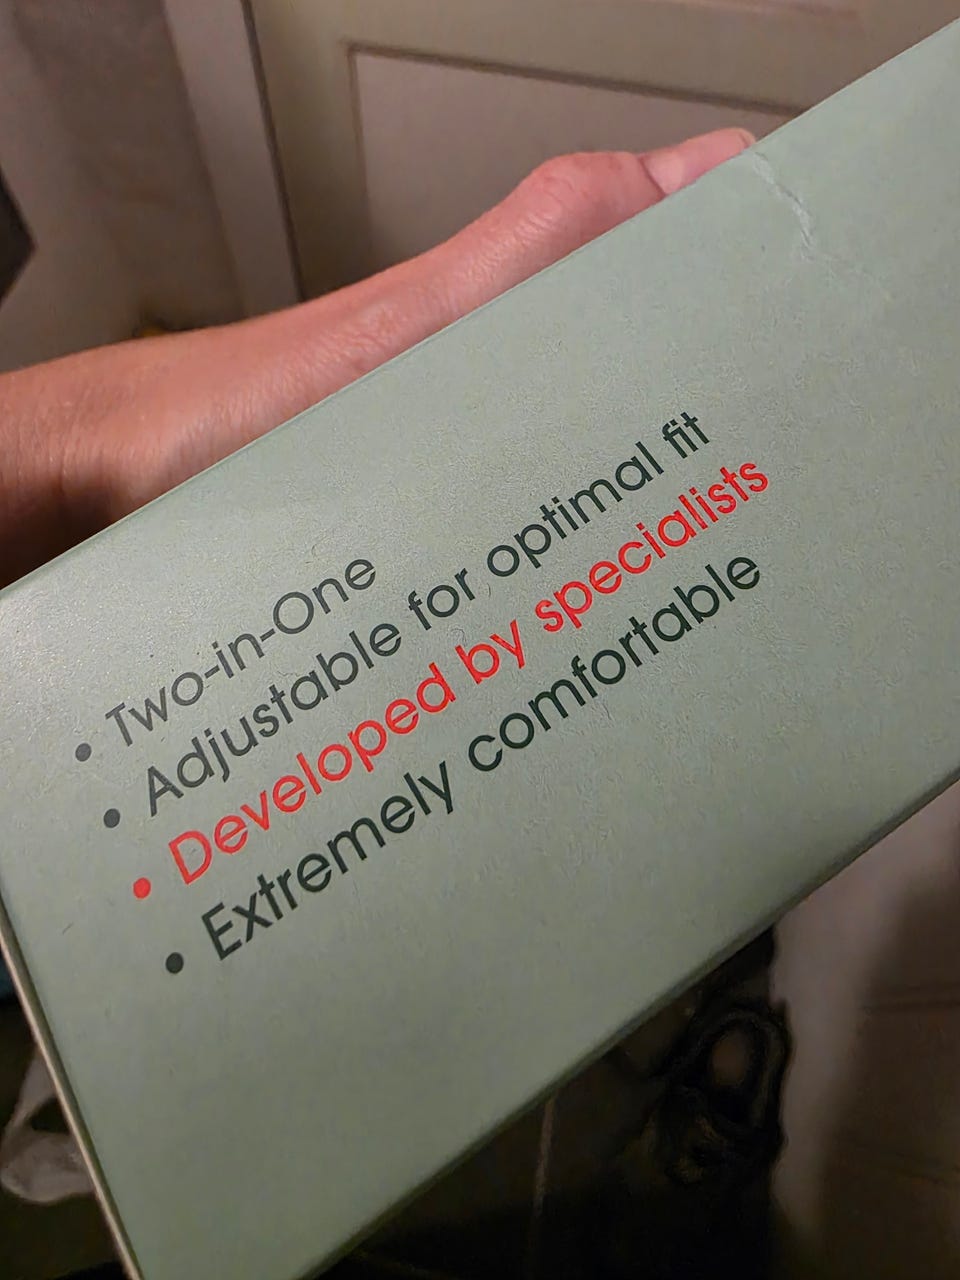 • Two-in-One
• Adjustable for optimal fit
• Developed by specialists
• Extremely comfortable